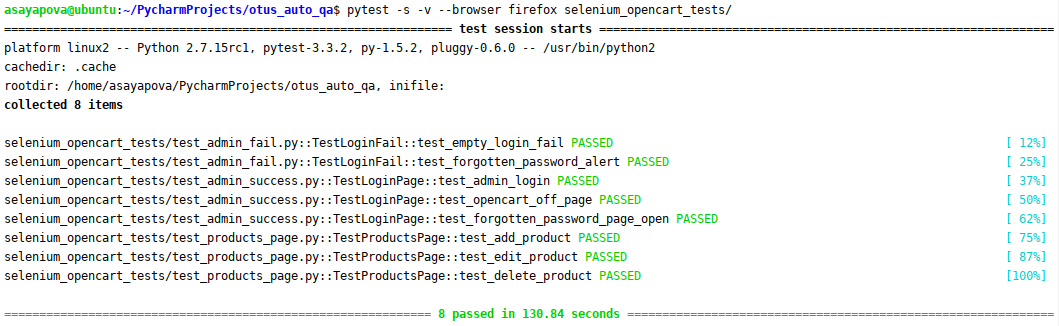 asayapova@ubuntu:~/PycharmProjects/otus_auto_qa$ pytest -s -v --browser firefox selenium_opencart_tests/
================================================================ test session starts =================================================================
platform linux2 -- Python 2.7.15rc1, pytest-3.3.2, py-1.5.2, pluggy-0.6.0 -- /usr/bin/python2
cachedir: .cache
rootdir: /home/asayapova/PycharmProjects/otus_auto_qa, inifile:
collected 8 items
selenium_opencart_tests/test_admin_fail.py::TestLoginFail::test_empty_login_fail PASSED [ 12%]
selenium_opencart_tests/test_admin_fail.py::TestLoginFail::test_forgotten_password_alert PASSED [ 25%]
selenium_opencart_tests/test_admin_success.py::TestLoginPage::test_admin_login PASSED [ 37%]
selenium_opencart_tests/test_admin_success.py::TestLoginPage::test_opencart_off_page PASSED [ 50%]
selenium_opencart_tests/test_admin_success.py::TestLoginPage::test_forgotten_password_page_open PASSED [ 62%]
selenium_opencart_tests/test_products_page.py::TestProductsPage::test_add_product PASSED [ 75%]
selenium_opencart_tests/test_products_page.py::TestProductsPage::test_edit_product PASSED [ 87%]
selenium_opencart_tests/test_products_page.py::TestProductsPage::test_delete_product PASSED [100%]
============================================================= 8 passed in 130.84 seconds =============================================================